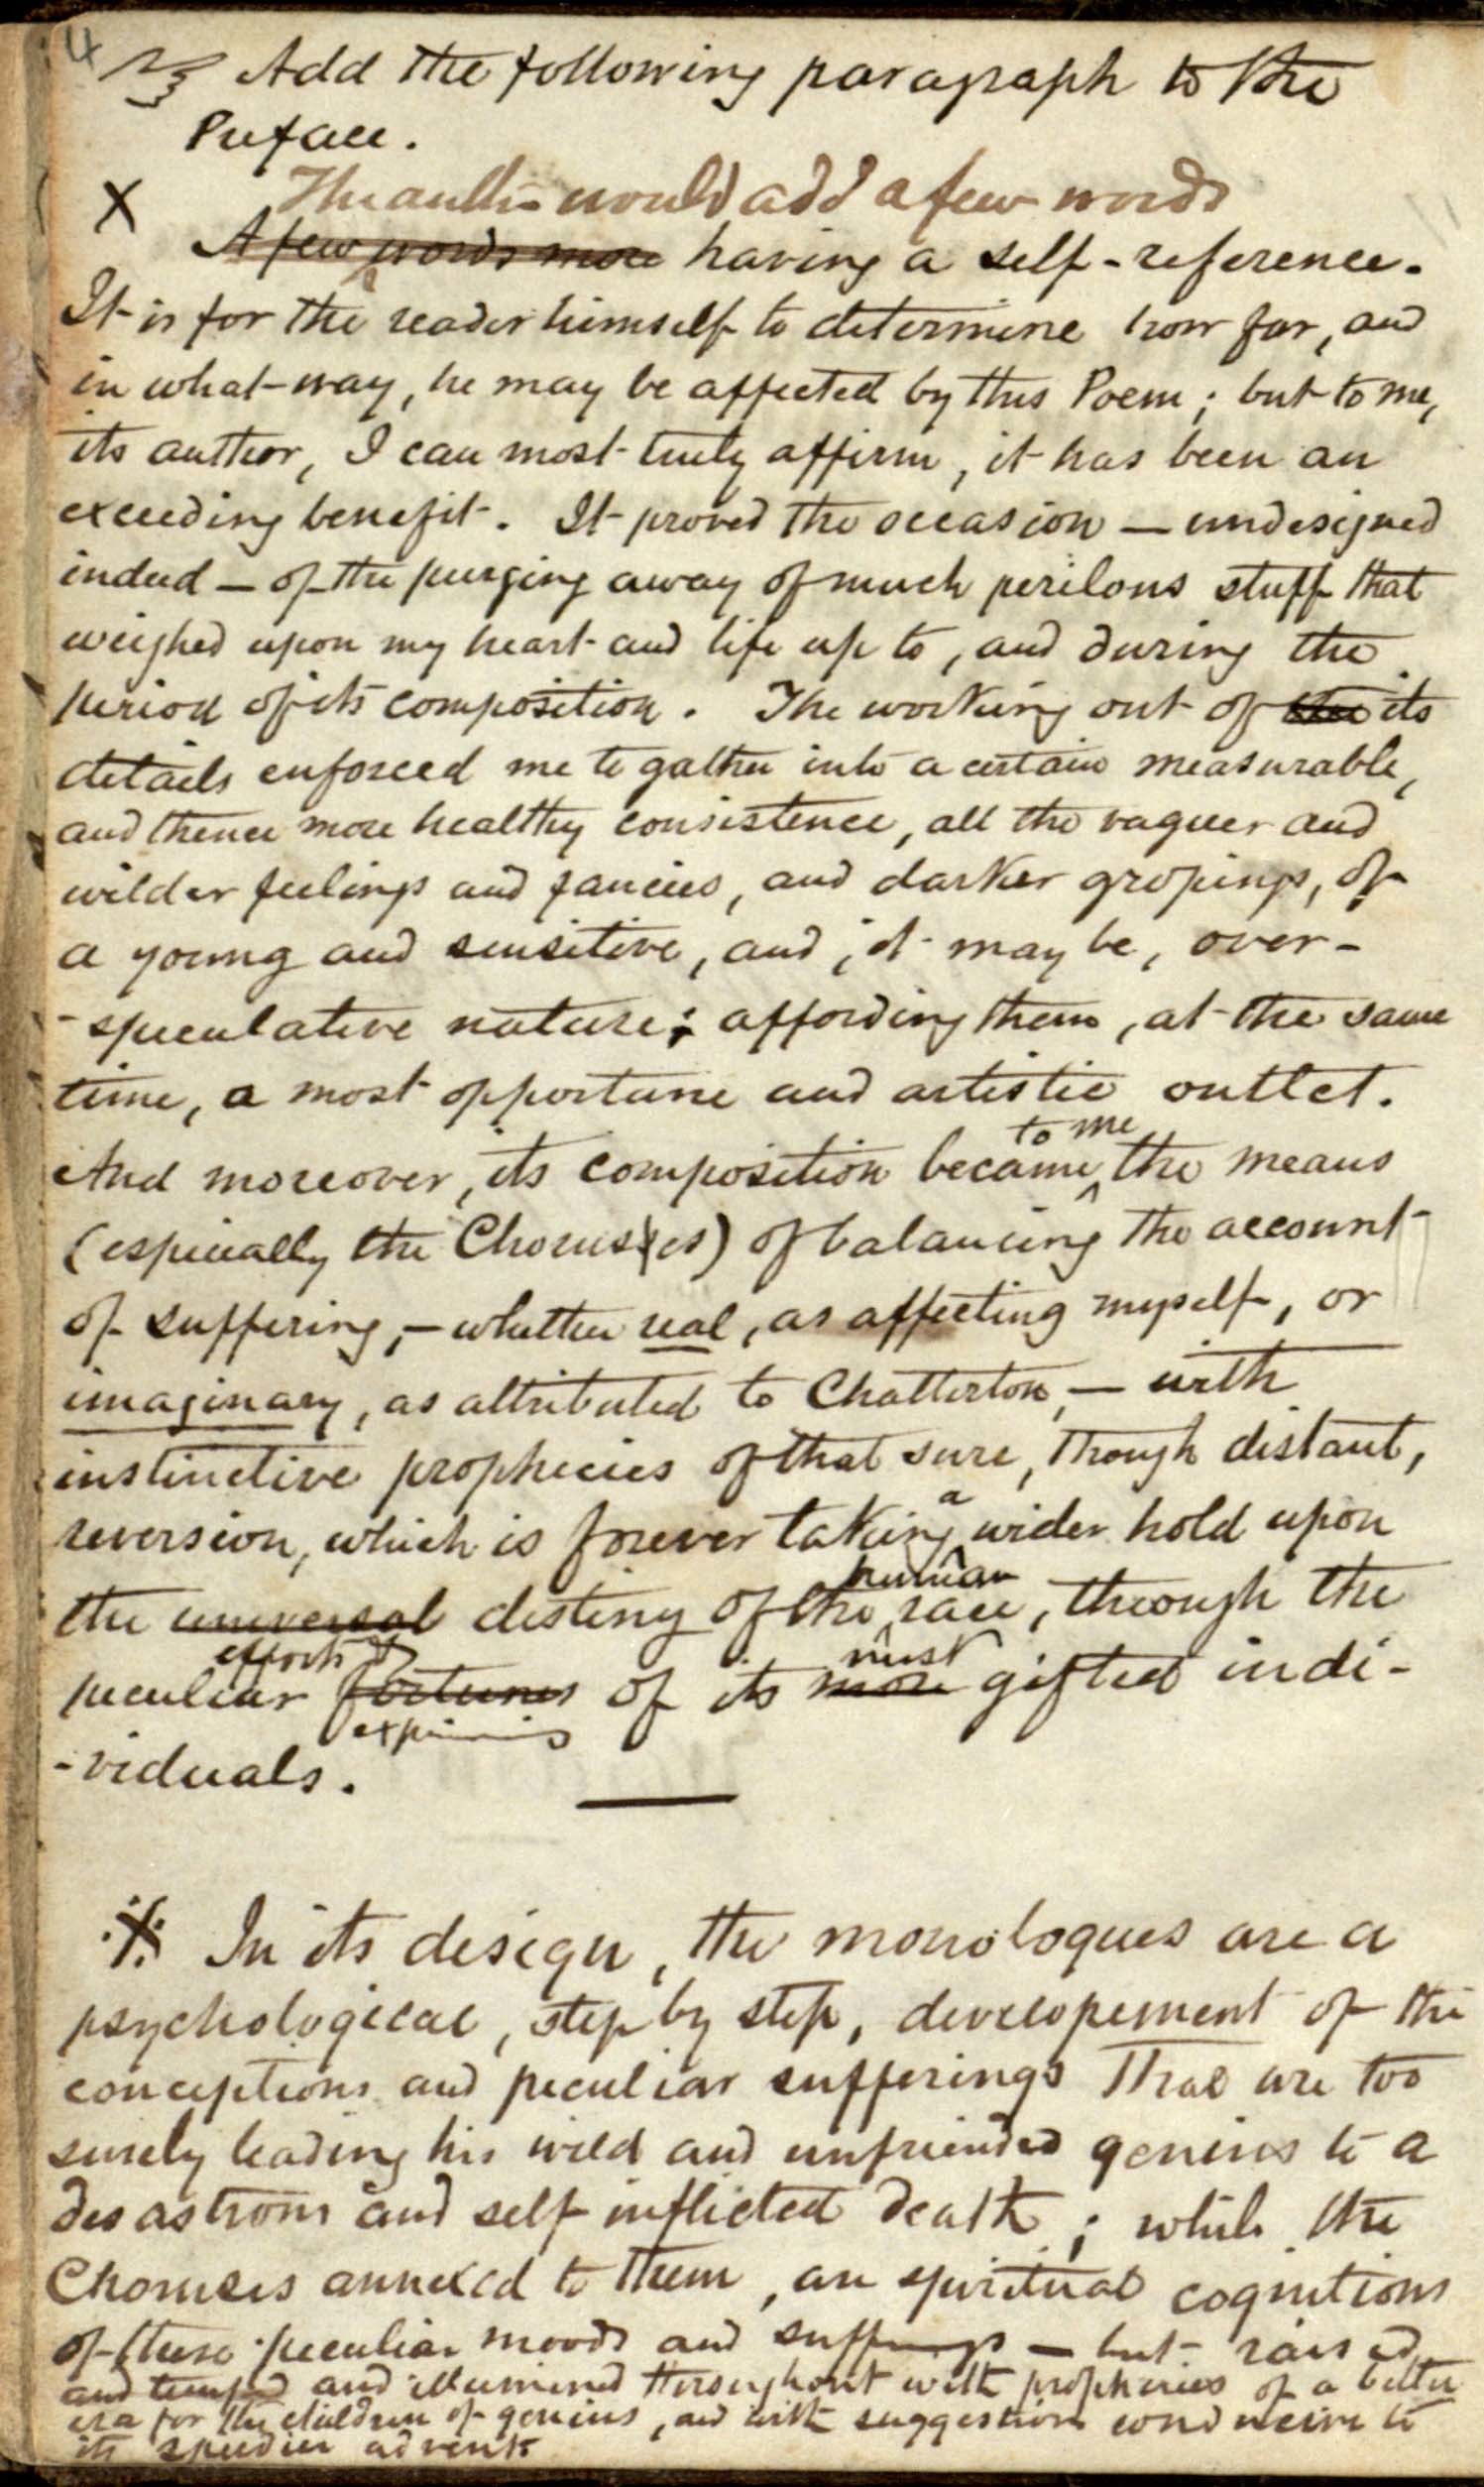 4
Add the following paragraph to the
Preface.
X The author would add a few words
A few words more having a self-reference.
It is for the reader himself to determine how far, and
in what way, he may be affected by this Poem; but to me,
its author, I can most truly affirm, it has been an
exceeding benefit. It proved the occasion — undesigned
indeed — of the purging away of much perilous stuff that
weighed upon my heart and life up to, and during the
period of its composition. The working out of the its
details enforced me to gather into a certain measurable,
and thence more healthy consistence, all the vaguer and
wilder feelings and fancies, and darker gropings, of
a young and sensitive, and, it may be, over-
-speculative nature; affording them, at the same
time, a most opportune and artistic outlet.
to me
And moreover, its composition became the means
(especially the Choruses) of balancing the account
of suffering, — whether real, as affecting myself, or
imaginary, as attributed to Chatterton, — with
instinctive prophecies of that sure, though distant,
a
reversion, which is forever taking wider hold upon
human
the universal destiny of the race, through the
efforts & most
peculiar fortunes of its more gifted indi-
-viduals.
X In its design, the monologues are a
psychological, step by step, developement of the
conceptions and peculiar sufferings that are too
surely leading his wild and unfriended genius to a
desastrous and self inflicted death; while the
Choruses annexed to them, are spiritual cognitions
of these peculiar moods and sufferings — but raised
and and illumined throughout with prophecies of a better
era for the children of genius, and with suggestions conducive to
its speedier advent.